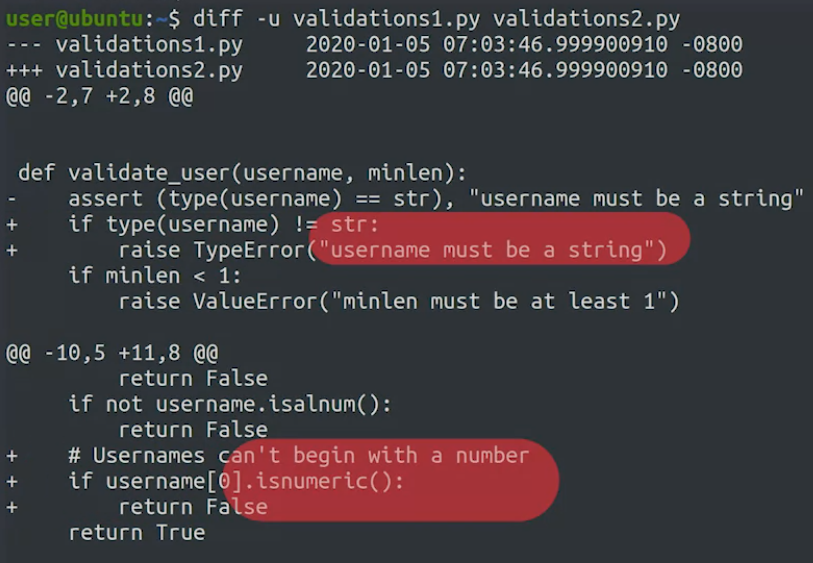 user@ubuntu:~$ diff -u validations1.py validations2.py
--- validations1.py     2020-01-05 07:03:46.999900910 -0800
+++ validations2.py     2020-01-05 07:03:46.999900910 -0800
@@ -2,7 +2,8 @@
 def validate_user(username, minlen):
-    assert (type(username) == str), "username must be a string"
+    if type(username) != str:
+        raise TypeError("username must be a string")
     if minlen < 1:
         raise ValueError("minlen must be at least 1")
@@ -10,5 +11,8 @@
         return False
     if not username.isalnum():
         return False
+    # Usernames can't begin with a number
+    if username[0].isnumeric():
+        return False
     return True